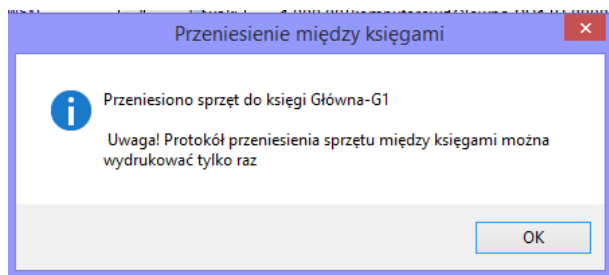 Przeniesienie między księgami
Przeniesiono sprzęt do księgi Główna-G1
Uwaga! Protokół przeniesienia sprzętu między księgami można
wydrukować tylko raz
OK